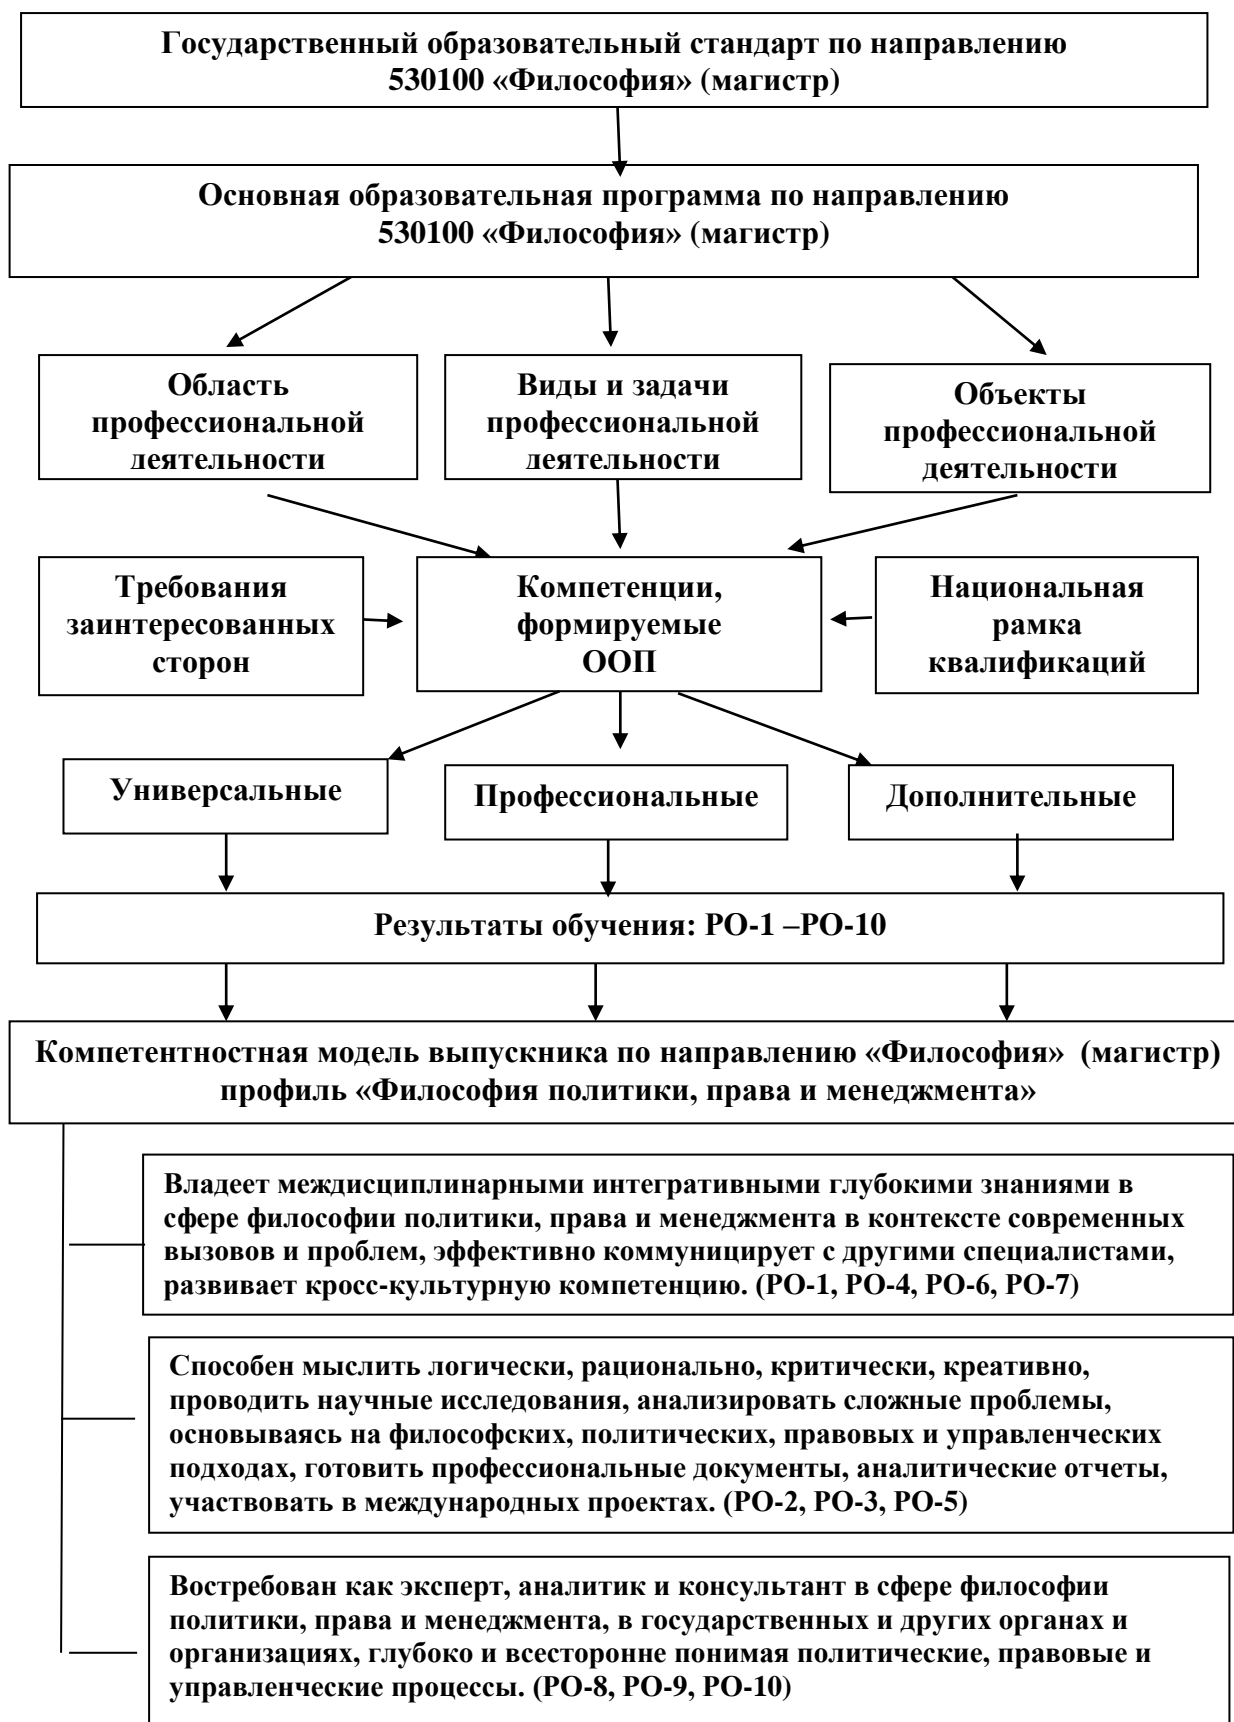 Государственный образовательный стандарт по направлению
530100 «Философия» (магистр)
Основная образовательная программа по направлению
530100 «Философия» (магистр)
Область
профессиональной
деятельности
Виды и задачи
профессиональной
деятельности
Объекты
профессиональной
деятельности
Требования
заинтересованных
сторон
Компетенции,
формируемые
ООП
Национальная
рамка
квалификаций
Универсальные
Профессиональные
Дополнительные
Результаты обучения: РО-1 –РО-10
Компетентностная модель выпускника по направлению «Философия» (магистр)
профиль «Философия политики, права и менеджмента»
Владеет междисциплинарными интегративными глубокими знаниями в
сфере философии политики, права и менеджмента в контексте современных
вызовов и проблем, эффективно коммуницирует с другими специалистами,
развивает кросс-культурную компетенцию. (РО-1, РО-4, РО-6, РО-7)
Способен мыслить логически, рационально, критически, креативно,
проводить научные исследования, анализировать сложные проблемы,
основываясь на философских, политических, правовых и управленческих
подходах, готовить профессиональные документы, аналитические отчеты,
участвовать в международных проектах. (РО-2, РО-3, РО-5)
Востребован как эксперт, аналитик и консультант в сфере философии
политики, права и менеджмента, в государственных и других органах и
организациях, глубоко и всесторонне понимая политические, правовые и
управленческие процессы. (РО-8, РО-9, РО-10)